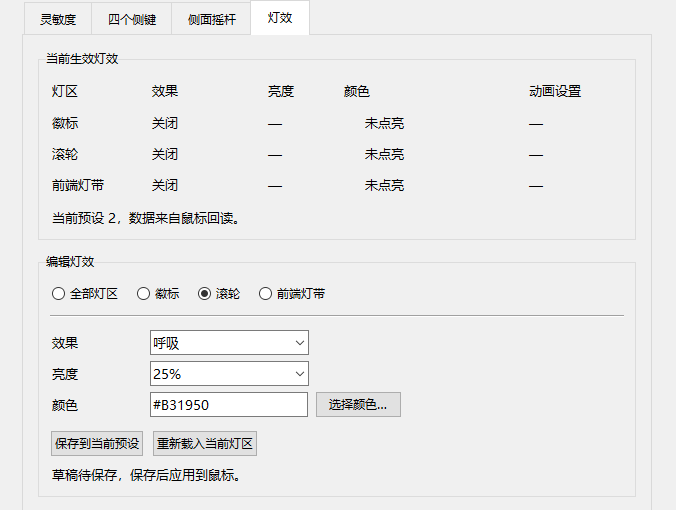 灵敏度 四个侧键 侧面摇杆 灯效
当前生效灯效
灯区 效果 亮度 颜色 动画设置
徽标 关闭 — 未点亮 —
滚轮 关闭 — 未点亮 —
前端灯带 关闭 — 未点亮 —
当前预设 2，数据来自鼠标回读。
编辑灯效
全部灯区 徽标 滚轮 前端灯带
效果 呼吸
亮度 25%
颜色 #B31950 选择颜色...
保存到当前预设 重新载入当前灯区
草稿待保存，保存后应用到鼠标。